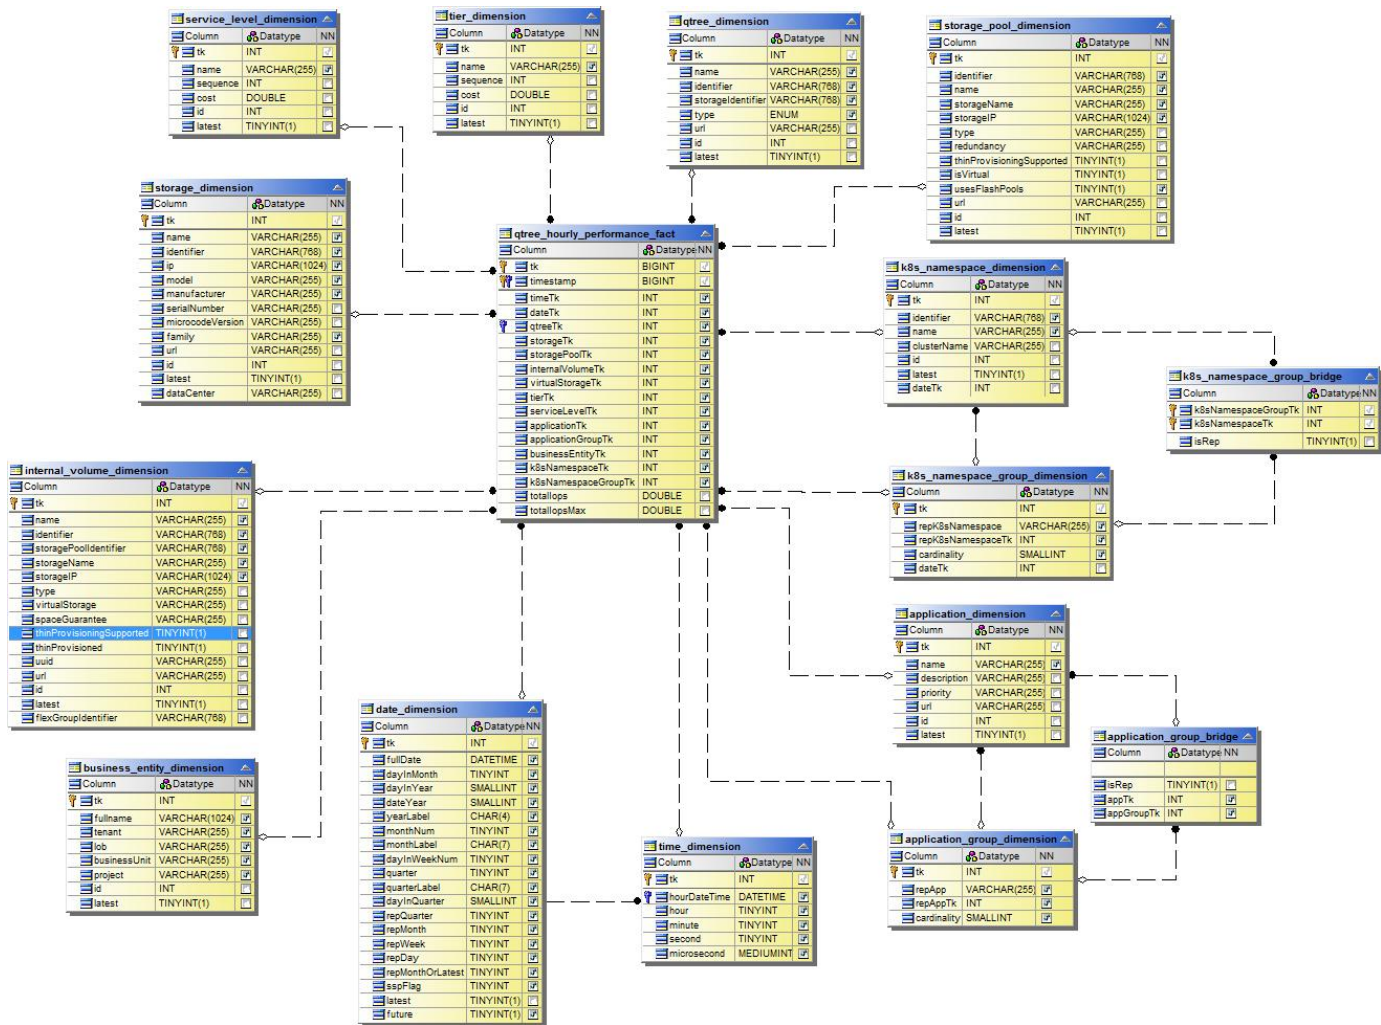 service_level_dimension
Column Datatype NN
tk INT
name VARCHAR(255)
sequence INT
cost DOUBLE
id INT
latest TINYINT(1)
tier_dimension
Column Datatype NN
tk INT
name VARCHAR(255)
sequence INT
cost DOUBLE
id INT
latest TINYINT(1)
qtree_dimension
Column Datatype NN
tk INT
name VARCHAR(255)
identifier VARCHAR(768)
storageIdentifier VARCHAR(768)
type ENUM
url VARCHAR(255)
id INT
latest TINYINT(1)
storage_pool_dimension
Column Datatype NN
tk INT
identifier VARCHAR(768)
name VARCHAR(255)
storageName VARCHAR(255)
storageIP VARCHAR(1024)
type VARCHAR(255)
redundancy VARCHAR(255)
thinProvisioningSupported TINYINT(1)
isVirtual TINYINT(1)
usesFlashPools TINYINT(1)
url VARCHAR(255)
id INT
latest TINYINT(1)
storage_dimension
Column Datatype NN
tk INT
name VARCHAR(255)
identifier VARCHAR(768)
ip VARCHAR(1024)
model VARCHAR(255)
manufacturer VARCHAR(255)
serialNumber VARCHAR(255)
microcodeVersion VARCHAR(255)
family VARCHAR(255)
url VARCHAR(255)
id INT
latest TINYINT(1)
dataCenter VARCHAR(255)
qtree_hourly_performance_fact
Column Datatype NN
tk BIGINT
timestamp BIGINT
timeTk INT
dateTk INT
qtreeTk INT
storageTk INT
storagePoolTk INT
internalVolumeTk INT
virtualStorageTk INT
tierTk INT
serviceLevelTk INT
applicationTk INT
applicationGroupTk INT
businessEntityTk INT
k8sNamespaceTk INT
k8sNamespaceGroupTk INT
totalIops DOUBLE
totalIopsMax DOUBLE
k8s_namespace_dimension
Column Datatype NN
tk INT
identifier VARCHAR(768)
name VARCHAR(255)
clusterName VARCHAR(255)
id INT
latest TINYINT(1)
dateTk INT
k8s_namespace_group_bridge
Column Datatype NN
k8sNamespaceGroupTk INT
k8sNamespaceTk INT
isRep TINYINT(1)
internal_volume_dimension
Column Datatype NN
tk INT
name VARCHAR(255)
identifier VARCHAR(768)
storagePoolIdentifier VARCHAR(768)
storageName VARCHAR(255)
storageIP VARCHAR(1024)
type VARCHAR(255)
virtualStorage VARCHAR(255)
spaceGuarantee VARCHAR(255)
thinProvisioningSupported TINYINT(1)
thinProvisioned TINYINT(1)
uuid VARCHAR(255)
url VARCHAR(255)
id INT
latest TINYINT(1)
flexGroupIdentifier VARCHAR(768)
k8s_namespace_group_dimension
Column Datatype NN
tk INT
repK8sNamespace VARCHAR(255)
repK8sNamespaceTk INT
cardinality SMALLINT
dateTk INT
application_dimension
Column Datatype NN
tk INT
name VARCHAR(255)
description VARCHAR(255)
priority VARCHAR(255)
url VARCHAR(255)
id INT
latest TINYINT(1)
application_group_bridge
Column Datatype NN
isRep TINYINT(1)
appTk INT
appGroupTk INT
business_entity_dimension
Column Datatype NN
tk INT
fullname VARCHAR(1024)
tenant VARCHAR(255)
lob VARCHAR(255)
businessUnit VARCHAR(255)
project VARCHAR(255)
id INT
latest TINYINT(1)
date_dimension
Column Datatype NN
tk INT
fullDate DATETIME
dayInMonth TINYINT
dayInYear SMALLINT
dateYear SMALLINT
yearLabel CHAR(4)
monthNum TINYINT
monthLabel CHAR(7)
dayInWeekNum TINYINT
quarter TINYINT
quarterLabel CHAR(7)
dayInQuarter SMALLINT
repQuarter TINYINT
repMonth TINYINT
repWeek TINYINT
repDay TINYINT
repMonthOrLatest TINYINT
sspFlag TINYINT
latest TINYINT(1)
future TINYINT(1)
time_dimension
Column Datatype NN
tk INT
hourDateTime DATETIME
hour TINYINT
minute TINYINT
second TINYINT
microsecond MEDIUMINT
application_group_dimension
Column Datatype NN
tk INT
repApp VARCHAR(255)
repAppTk INT
cardinality SMALLINT